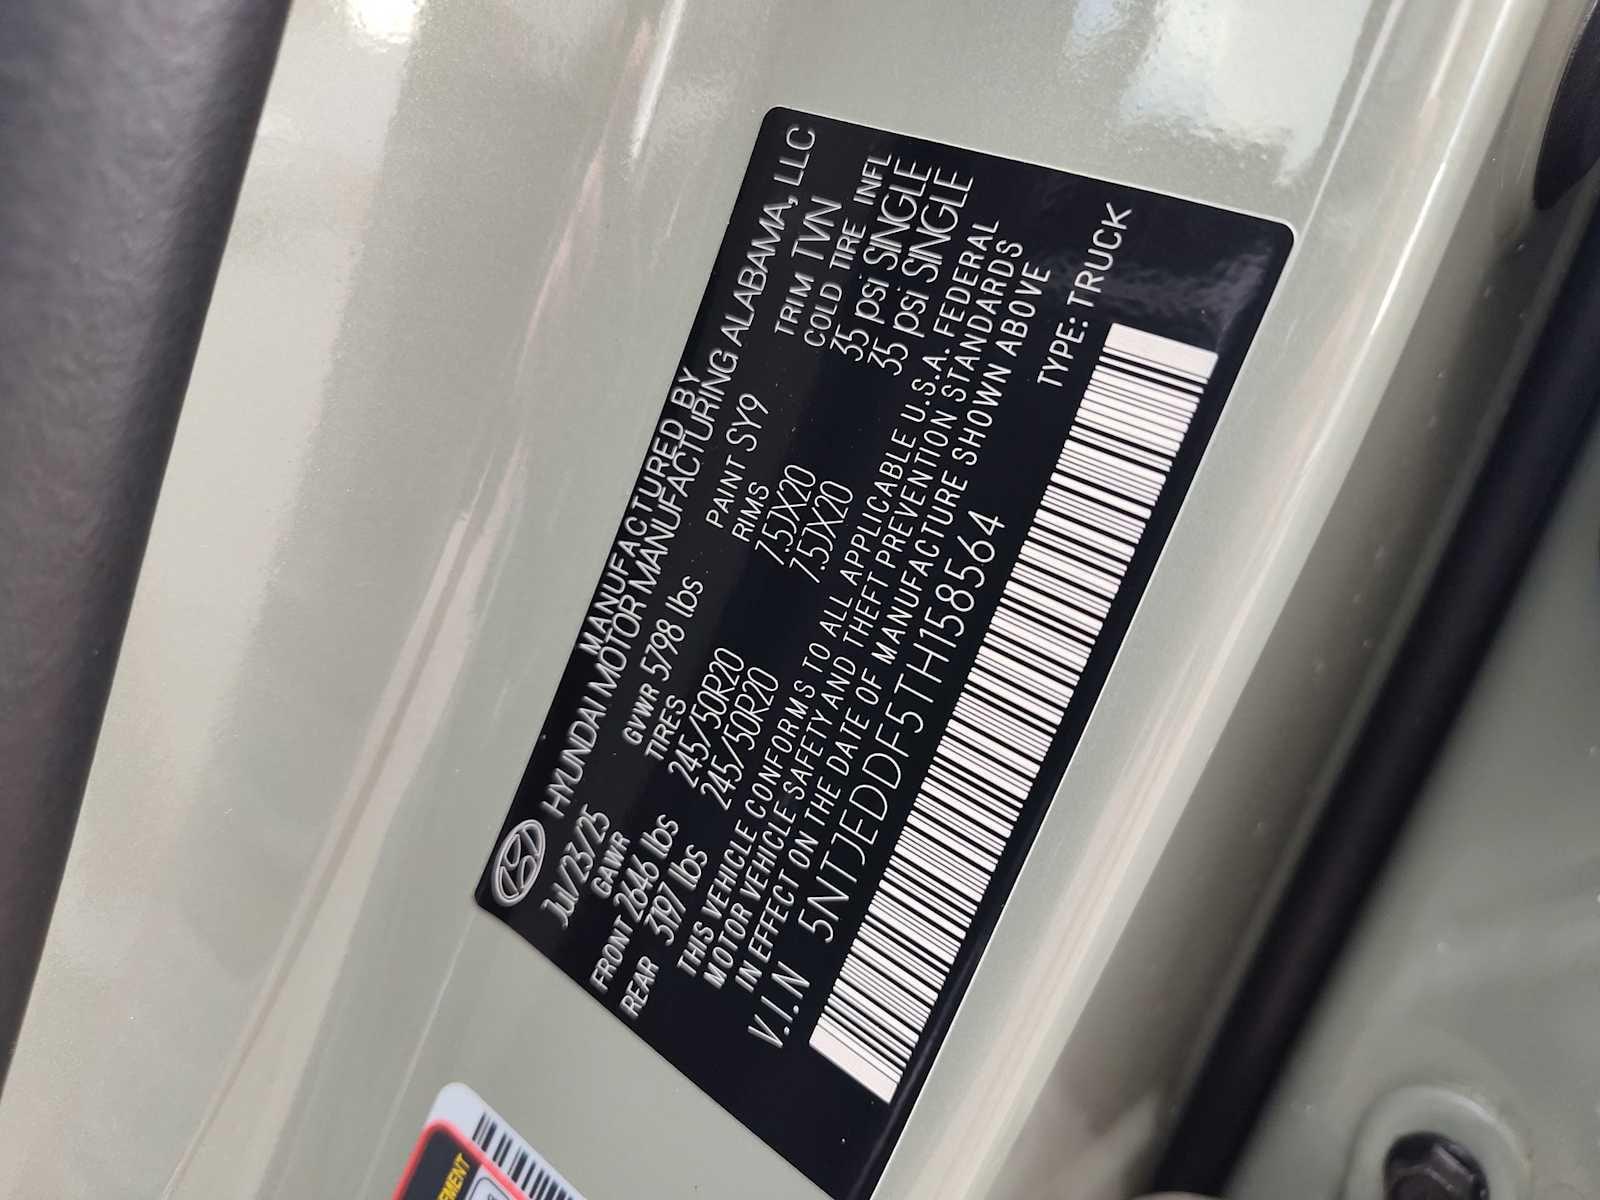 MANUFACTURED BY
HYUNDAI MOTOR MANUFACTURING ALABAMA, LLC
JUL/23/25 GVWR 5798 lbs PAINT SY9 TRIM TVN
GAWR TIRES RIMS COLD TIRE INFL
FRONT 2646 lbs 245/50R20 7.5JX20 35 psi SINGLE
REAR 3197 lbs 245/50R20 7.5JX20 35 psi SINGLE
THIS VEHICLE CONFORMS TO ALL APPLICABLE U.S.A. FEDERAL
MOTOR VEHICLE SAFETY AND THEFT PREVENTION STANDARDS
IN EFFECT ON THE DATE OF MANUFACTURE SHOWN ABOVE
V.I.N 5NTJEDDF5TH158564 TYPE: TRUCK